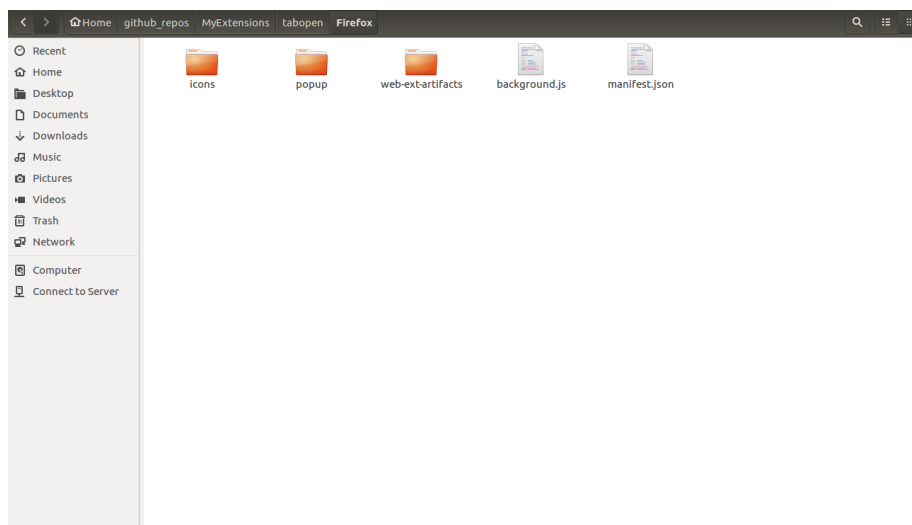 Home github_repos MyExtensions tabopen Firefox
Recent
Home
Desktop
Documents
Downloads
Music
Pictures
Videos
Trash
Network
Computer
Connect to Server
icons popup web-ext-artifacts background.js manifest.json